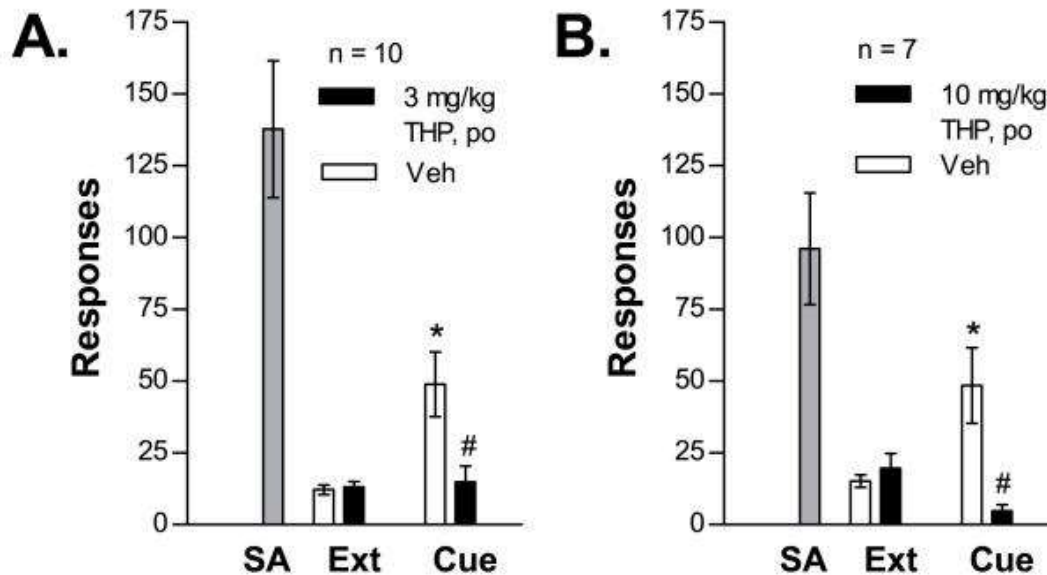 A.
Responses
175
150
125
100
75
50
25
0
n = 10
3 mg/kg
THP, po
Veh
*
#
SA Ext Cue
B.
Responses
175
150
125
100
75
50
25
0
n = 7
10 mg/kg
THP, po
Veh
*
#
SA Ext Cue